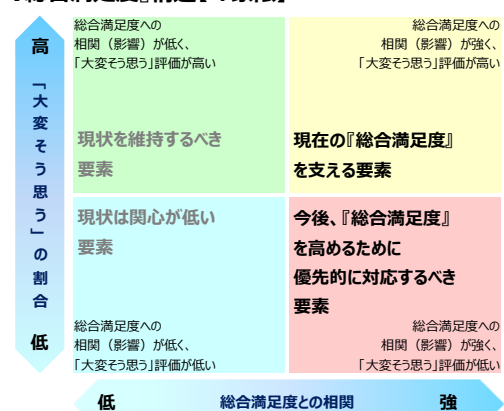 高
「大変そう思う」の割合
低
総合満足度への
相関（影響）が低く、
「大変そう思う」評価が高い
現状を維持するべき
要素
総合満足度への
相関（影響）が強く、
「大変そう思う」評価が高い
現在の『総合満足度』
を支える要素
現状は関心が低い
要素
総合満足度への
相関（影響）が低く、
「大変そう思う」評価が低い
今後、『総合満足度』
を高めるために
優先的に対応するべき
要素
総合満足度への
相関（影響）が強く、
「大変そう思う」評価が低い
低
総合満足度との相関
強